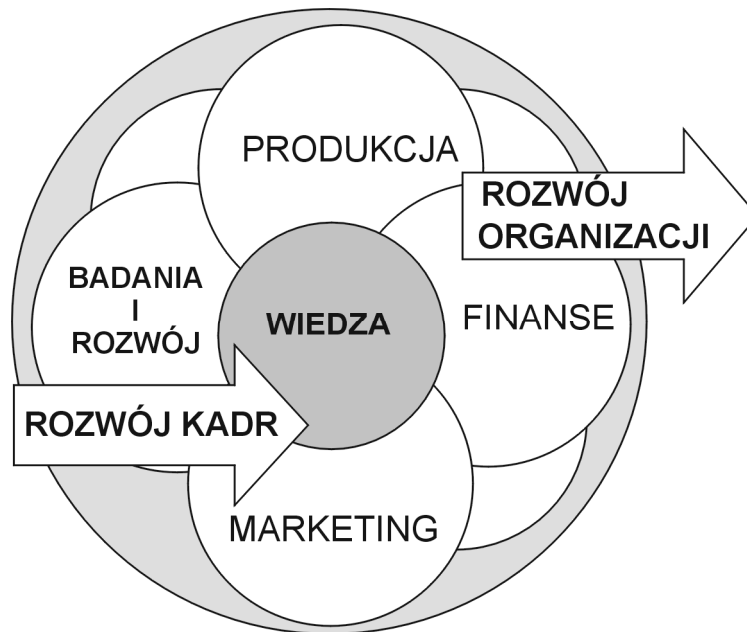 PRODUKCJA
ROZWÓJ
ORGANIZACJI
BADANIA
I
ROZWÓJ
WIEDZA
FINANSE
ROZWÓJ KADR
MARKETING